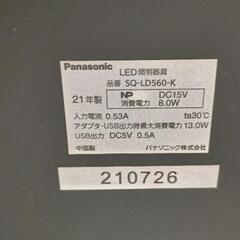 Panasonic
LED照明器具
品番 SQ-LD560-K
21年製 NP DC15V
消費電力 8.0W
入力電流 0.53A ta30℃
アダプタ・USB出力時最大消費電力 13.0W
USB出力 DC5V 0.5A
中国製 パナソニック株式会社
210726